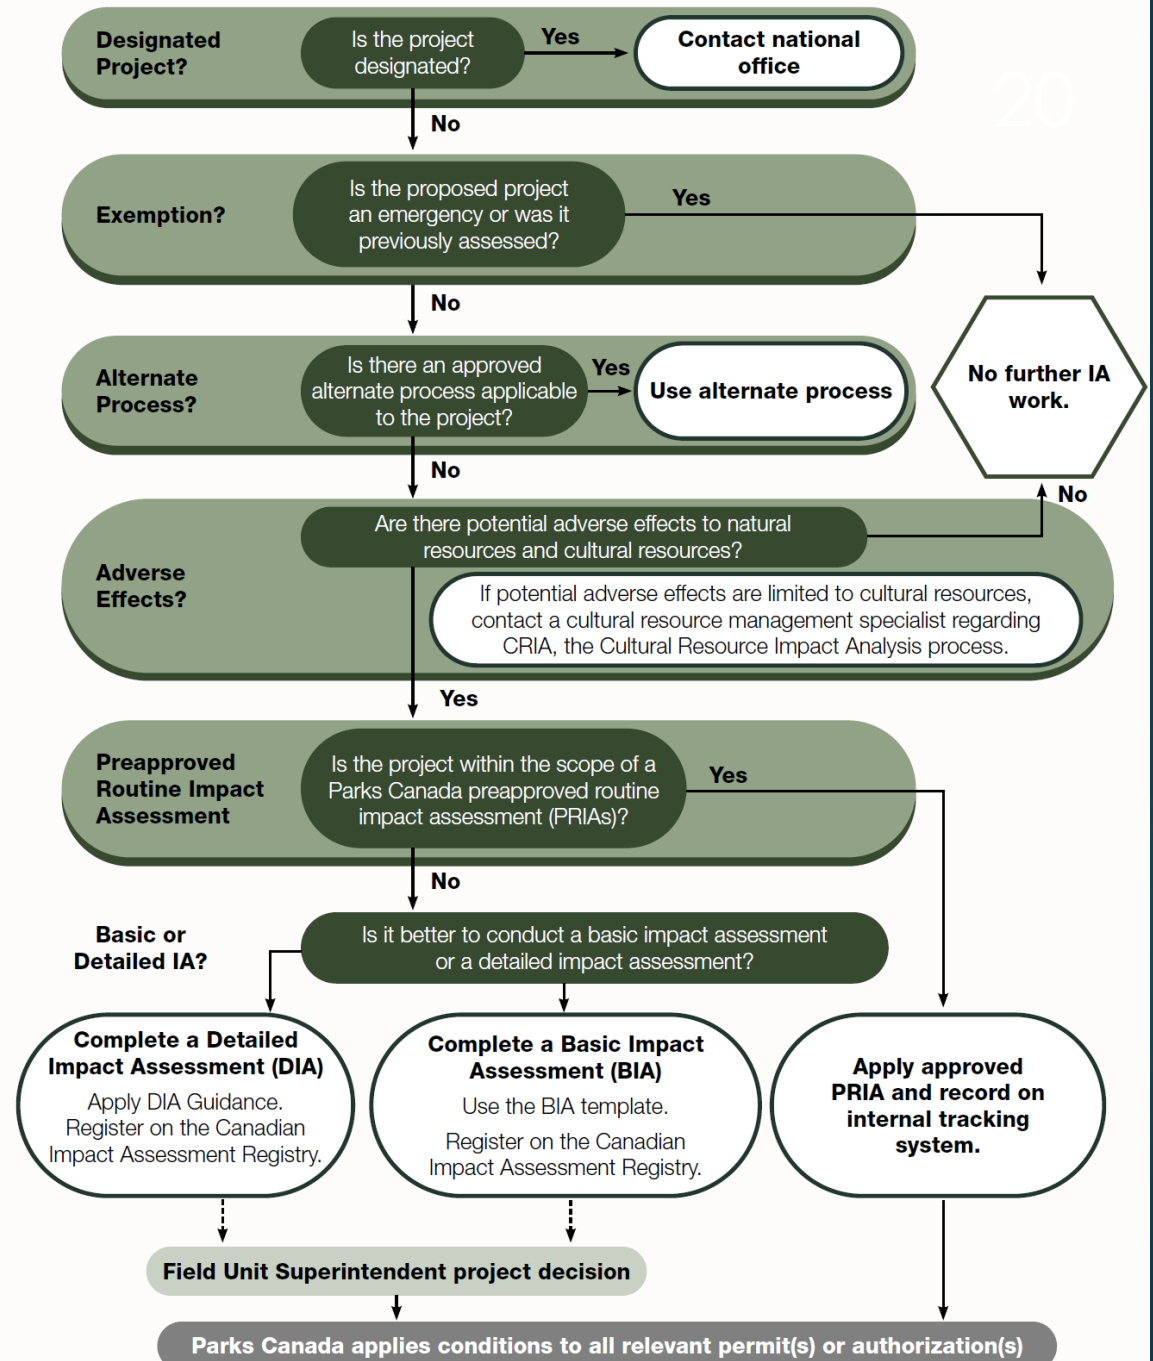 Designated
Project?
Is the project
designated?
Yes
Contact national
office
20
No
Exemption?
Is the proposed project
an emergency or was it
previously assessed?
Yes
No
Alternate
Process?
Is there an approved
alternate process applicable
to the project?
Yes
Use alternate process
No further IA
work.
No
No
Adverse
Effects?
Are there potential adverse effects to natural
resources and cultural resources?
If potential adverse effects are limited to cultural resources,
contact a cultural resource management specialist regarding
CRIA, the Cultural Resource Impact Analysis process.
Yes
Preapproved
Routine Impact
Assessment
Is the project within the scope of a
Parks Canada preapproved routine
impact assessment (PRIAs)?
Yes
No
Basic or
Detailed IA?
Is it better to conduct a basic impact assessment
or a detailed impact assessment?
Complete a Detailed
Impact Assessment (DIA)
Apply DIA Guidance.
Register on the Canadian
Impact Assessment Registry.
Complete a Basic Impact
Assessment (BIA)
Use the BIA template.
Register on the Canadian
Impact Assessment Registry.
Apply approved
PRIA and record on
internal tracking
system.
Field Unit Superintendent project decision
Parks Canada applies conditions to all relevant permit(s) or authorization(s)